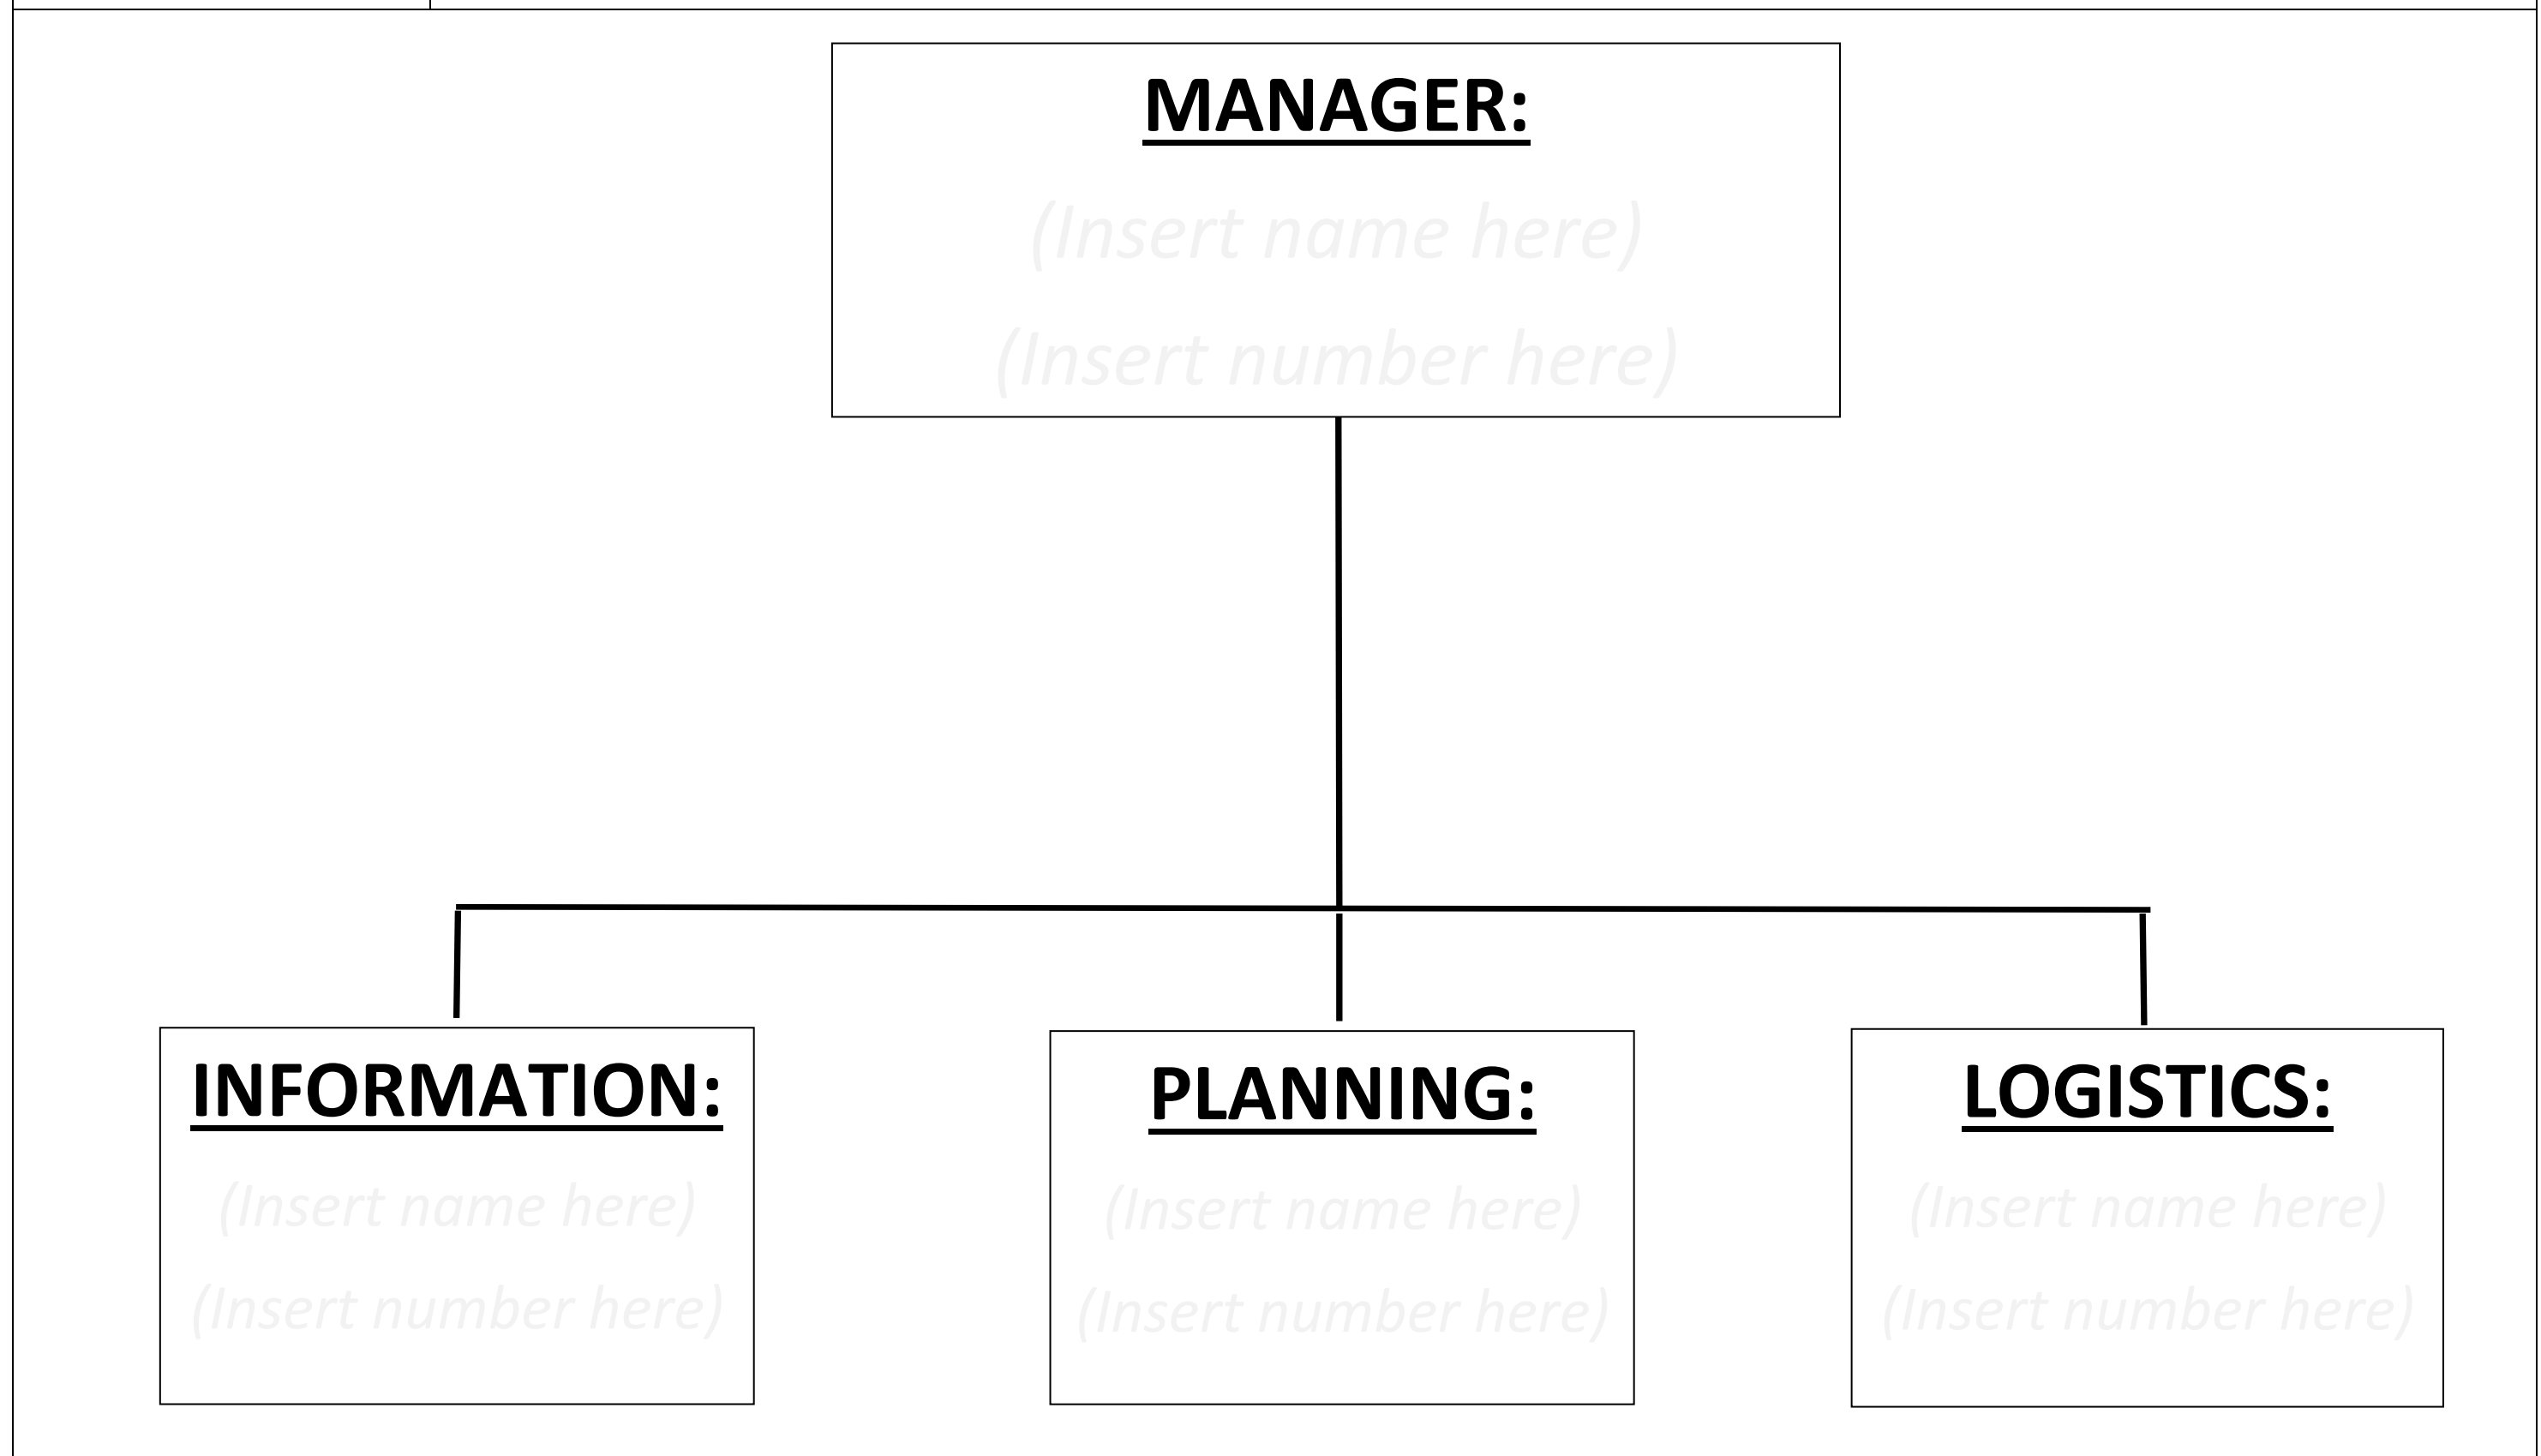 MANAGER:
(Insert name here)
(Insert number here)
INFORMATION:
(Insert name here)
(Insert number here)
PLANNING:
(Insert name here)
(Insert number here)
LOGISTICS:
(Insert name here)
(Insert number here)